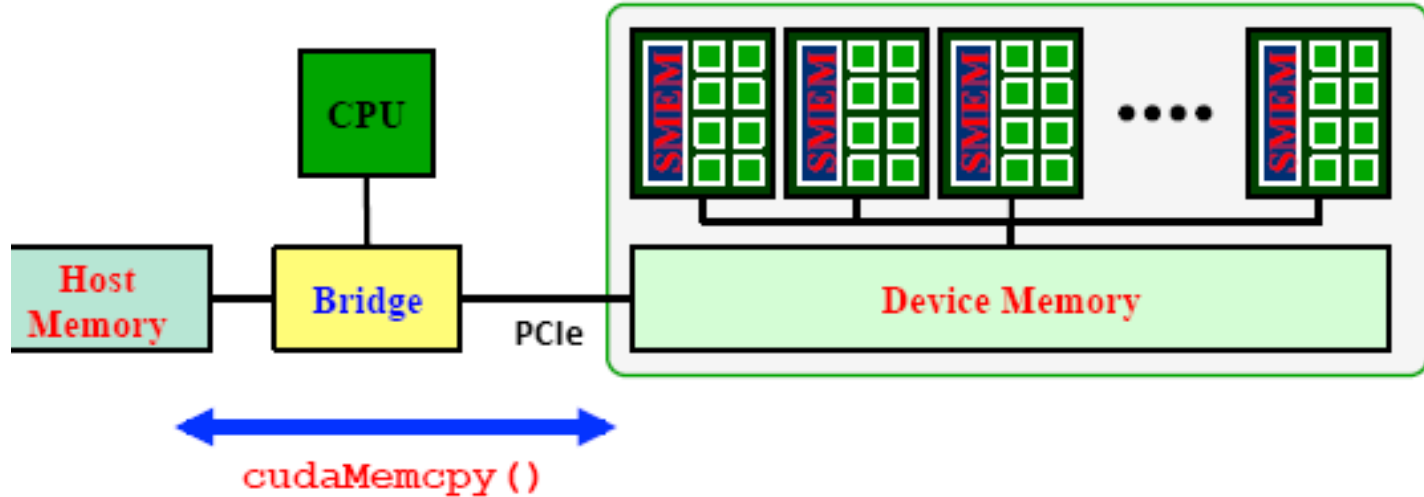 SMEM
SMEM
SMEM
SMEM
CPU
Host
Memory
Bridge
PCIe
Device Memory
cudaMemcpy()